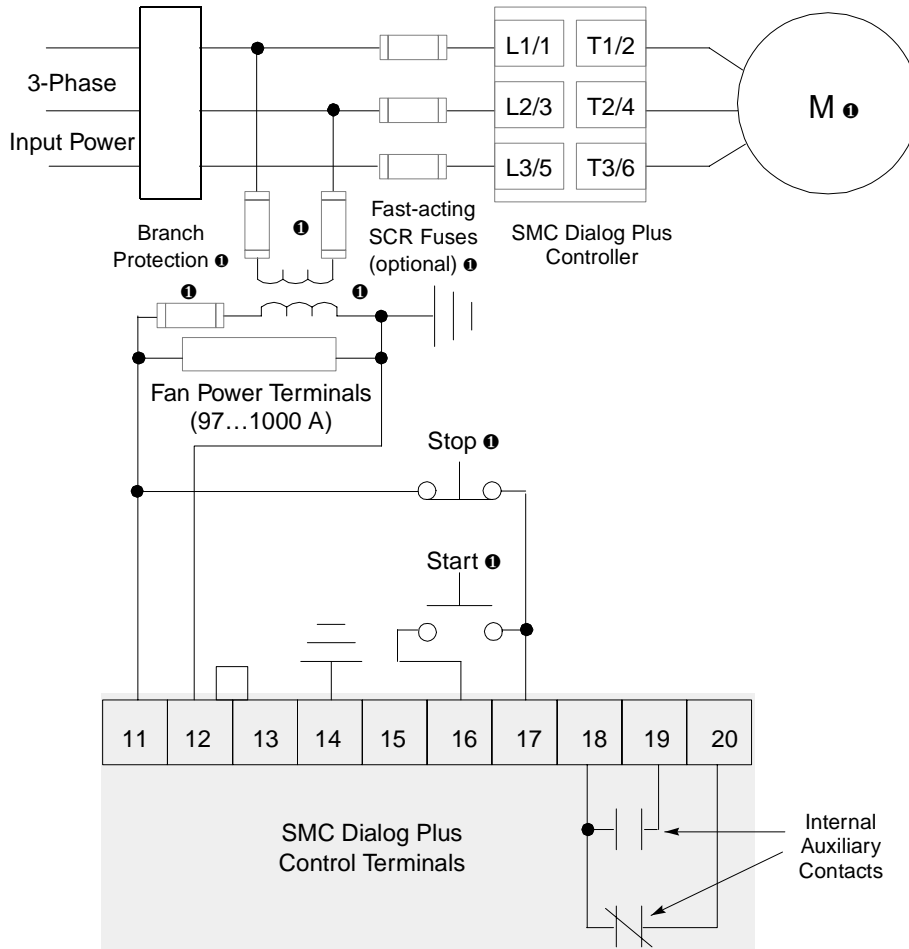 3-Phase
Input Power
L1/1 T1/2
L2/3 T2/4
L3/5 T3/6
M ❶
Branch
Protection ❶
❶
Fast-acting
SCR Fuses
(optional) ❶
SMC Dialog Plus
Controller
❶
❶
Fan Power Terminals
(97…1000 A)
Stop ❶
Start ❶
11 12 13 14 15 16 17 18 19 20
SMC Dialog Plus
Control Terminals
Internal
Auxiliary
Contacts